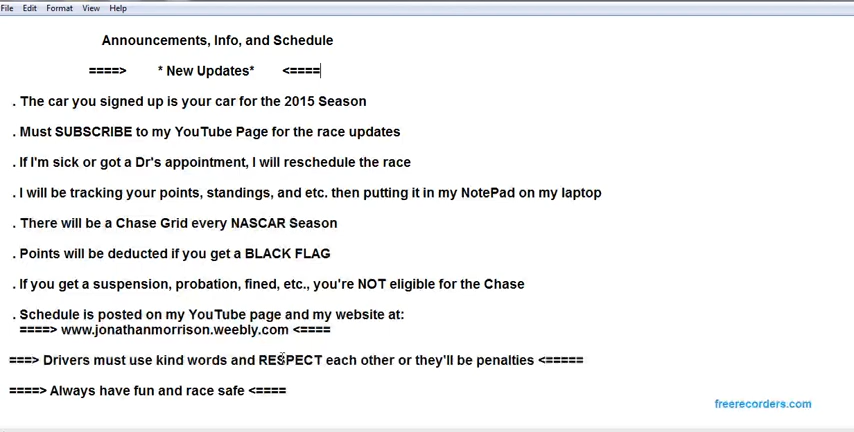 File Edit Format View Help
Announcements, Info, and Schedule
====> * New Updates* <====
. The car you signed up is your car for the 2015 Season
. Must SUBSCRIBE to my YouTube Page for the race updates
. If I'm sick or got a Dr's appointment, I will reschedule the race
. I will be tracking your points, standings, and etc. then putting it in my NotePad on my laptop
. There will be a Chase Grid every NASCAR Season
. Points will be deducted if you get a BLACK FLAG
. If you get a suspension, probation, fined, etc., you're NOT eligible for the Chase
. Schedule is posted on my YouTube page and my website at:
====> www.jonathanmorrison.weebly.com <====
===> Drivers must use kind words and RESPECT each other or they'll be penalties <=====
====> Always have fun and race safe <====
freerecorders.com